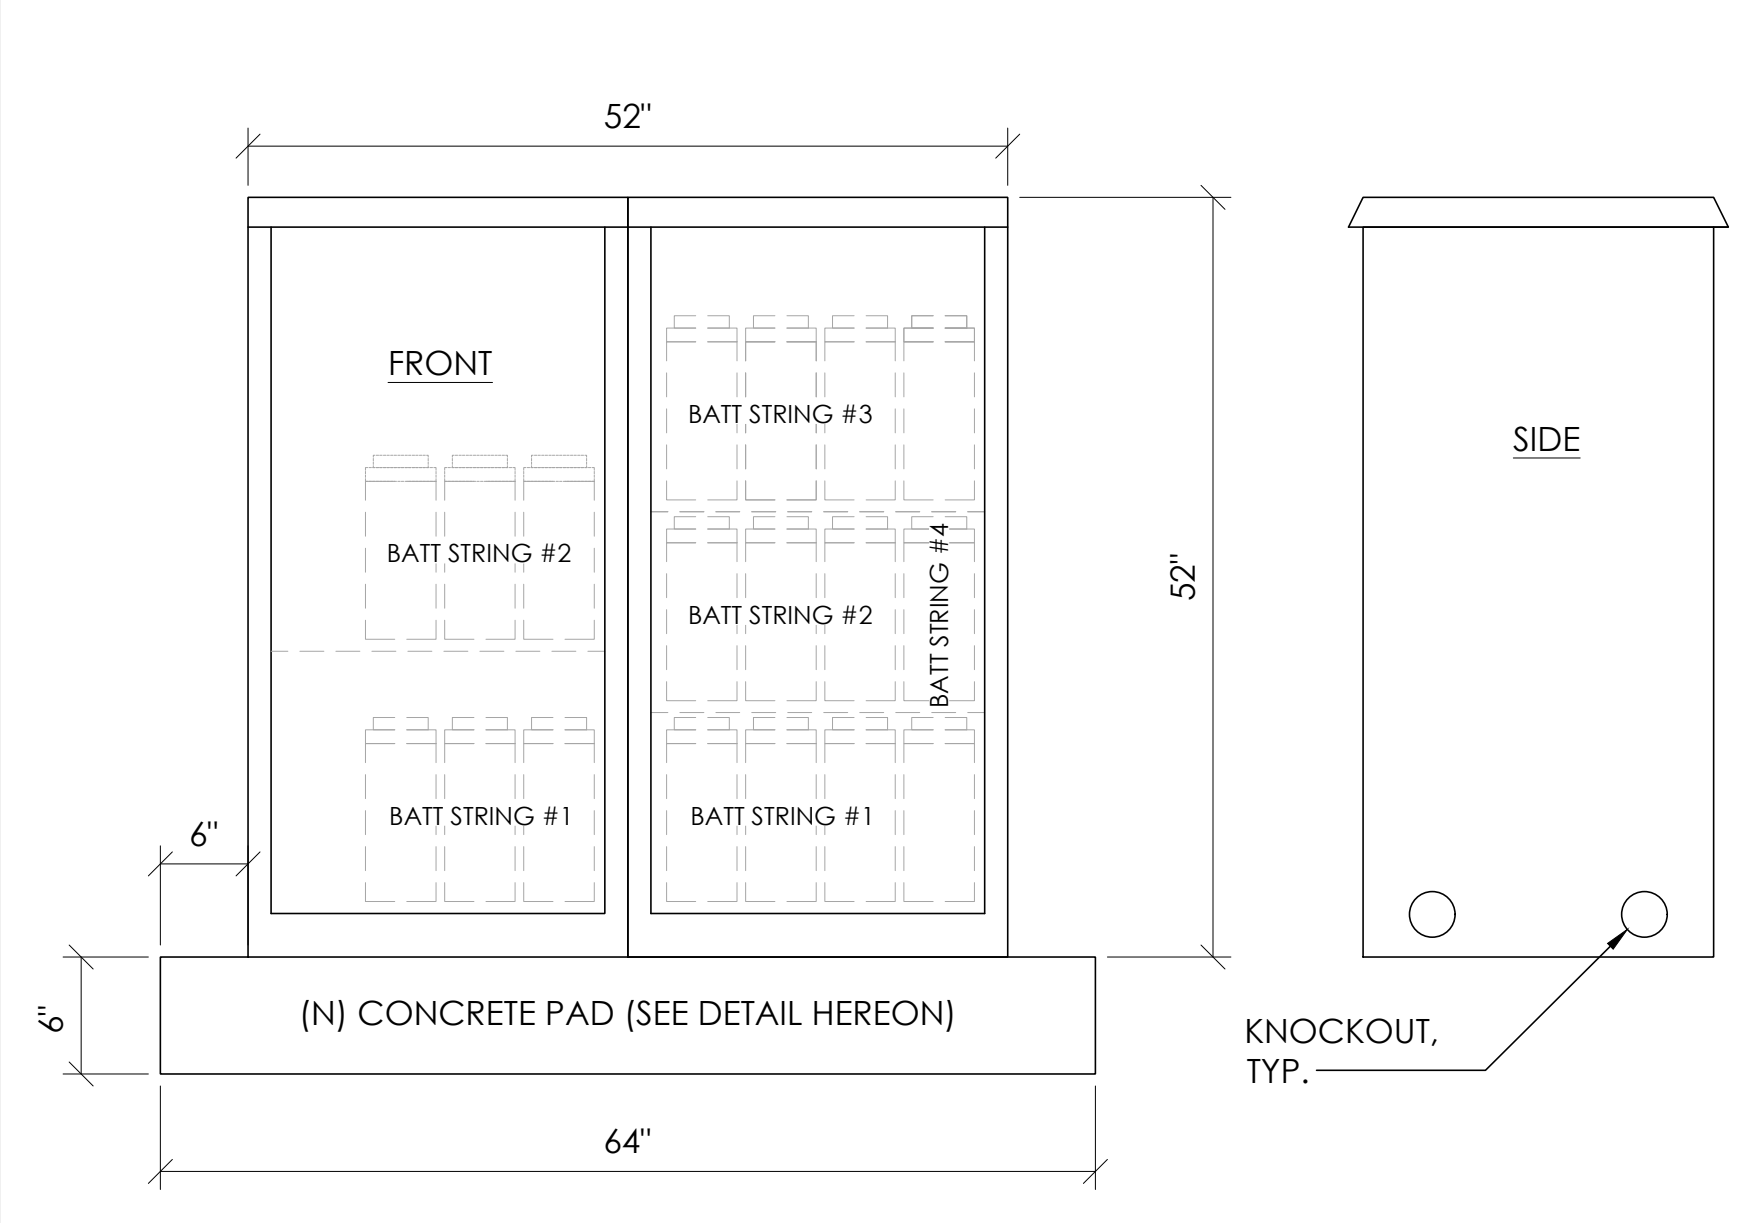 52"
FRONT
BATT STRING #3
SIDE
BATT STRING #2
BATT STRING #2
BATT STRING #4
52"
BATT STRING #1
BATT STRING #1
6"
6"
(N) CONCRETE PAD (SEE DETAIL HEREON)
KNOCKOUT,
TYP.
64"